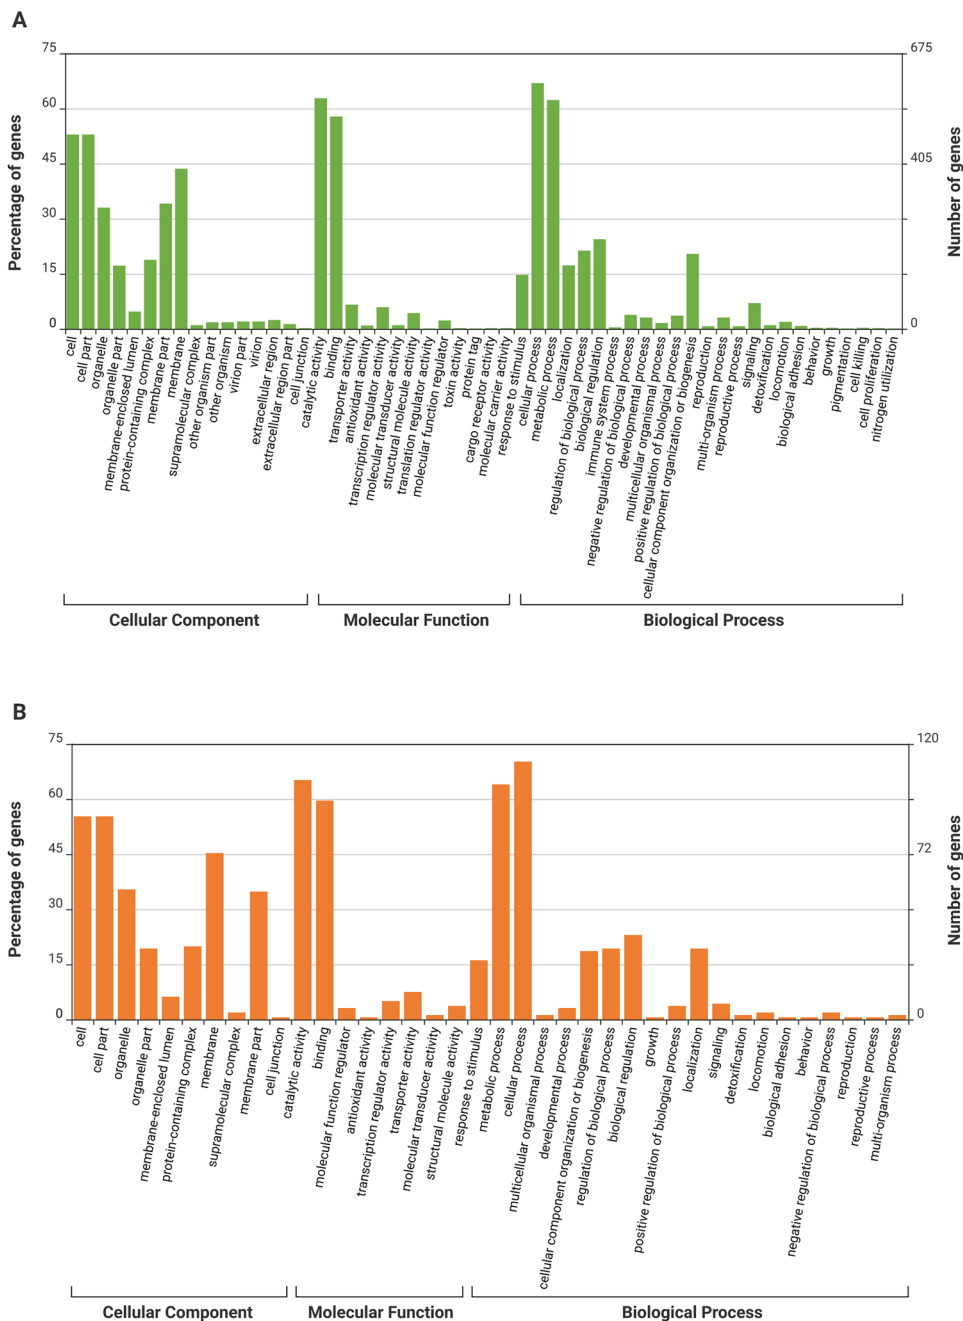 A
75
60
45
30
15
0
Percentage of genes
675
405
0
Number of genes
cell
cell part
organelle
organelle part
membrane-enclosed lumen
protein-containing complex
membrane part
membrane
supramolecular complex
other organism part
other organism
virion part
virion
extracellular region
extracellular region part
cell junction
catalytic activity
binding
transporter activity
antioxidant activity
transcription regulator activity
molecular transducer activity
structural molecule activity
translation regulator activity
molecular function regulator
toxin activity
protein tag
cargo receptor activity
molecular carrier activity
response to stimulus
cellular process
metabolic process
localization
regulation of biological process
biological regulation
immune system process
negative regulation of biological process
developmental process
multicellular organismal process
positive regulation of biological process
cellular component organization or biogenesis
reproduction
multi-organism process
reproductive process
signaling
detoxification
locomotion
biological adhesion
behavior
growth
pigmentation
cell killing
cell proliferation
nitrogen utilization
Cellular Component
Molecular Function
Biological Process
B
75
60
45
30
15
0
Percentage of genes
120
72
0
Number of genes
cell
cell part
organelle
organelle part
membrane-enclosed lumen
protein-containing complex
membrane
supramolecular complex
membrane part
cell junction
catalytic activity
binding
molecular function regulator
antioxidant activity
transcription regulator activity
transporter activity
molecular transducer activity
structural molecule activity
response to stimulus
metabolic process
cellular process
multicellular organismal process
developmental process
cellular component organization or biogenesis
regulation of biological process
biological regulation
growth
positive regulation of biological process
localization
signaling
detoxification
locomotion
biological adhesion
behavior
negative regulation of biological process
reproduction
reproductive process
multi-organism process
Cellular Component
Molecular Function
Biological Process